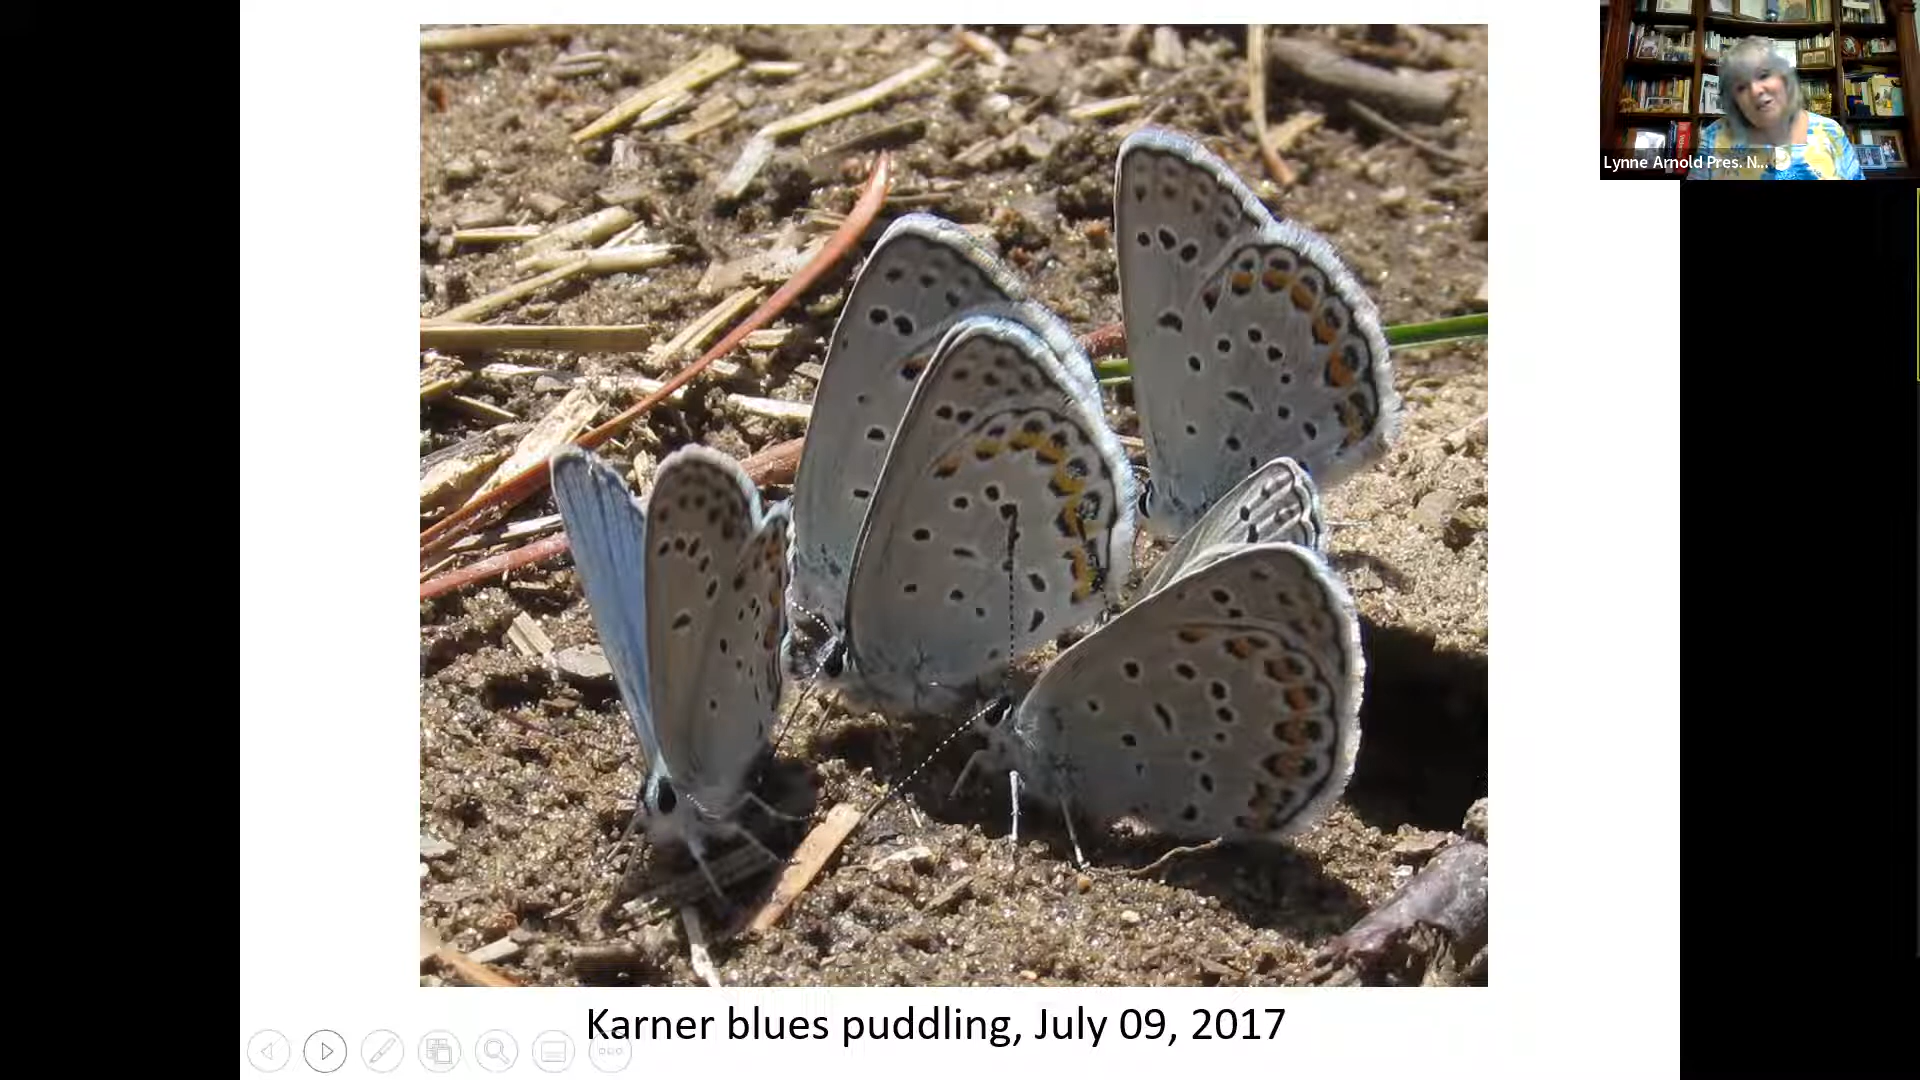 Lynne Arnold Pres. N...
Karner blues puddling, July 09, 2017